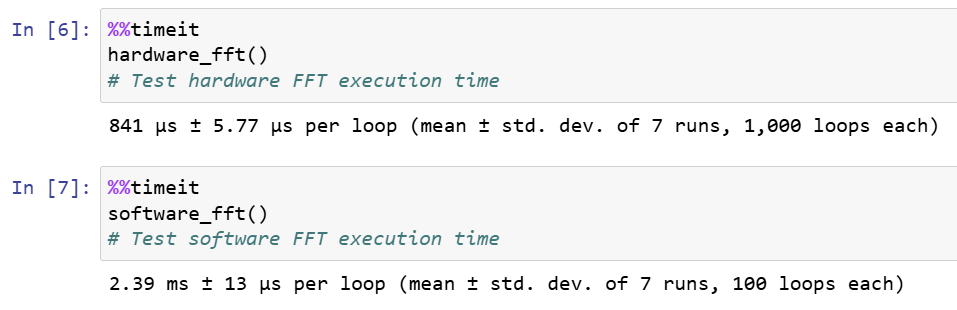 In [6]: %%timeit
hardware_fft()
# Test hardware FFT execution time
841 µs ± 5.77 µs per loop (mean ± std. dev. of 7 runs, 1,000 loops each)
In [7]: %%timeit
software_fft()
# Test software FFT execution time
2.39 ms ± 13 µs per loop (mean ± std. dev. of 7 runs, 100 loops each)